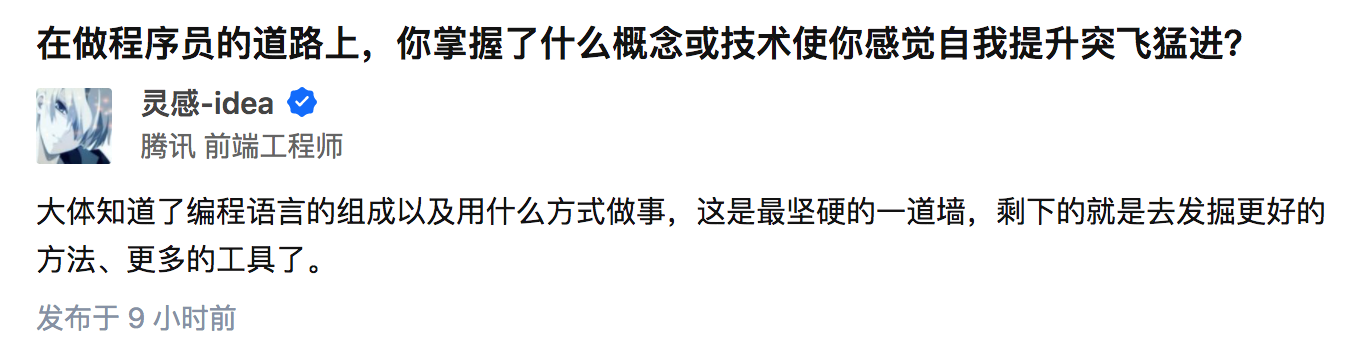 在做程序员的道路上，你掌握了什么概念或技术使你感觉自我提升突飞猛进？
灵感-idea
腾讯 前端工程师
大体知道了编程语言的组成以及用什么方式做事，这是最坚硬的一道墙，剩下的就是去发掘更好的
方法、更多的工具了。
发布于 9 小时前